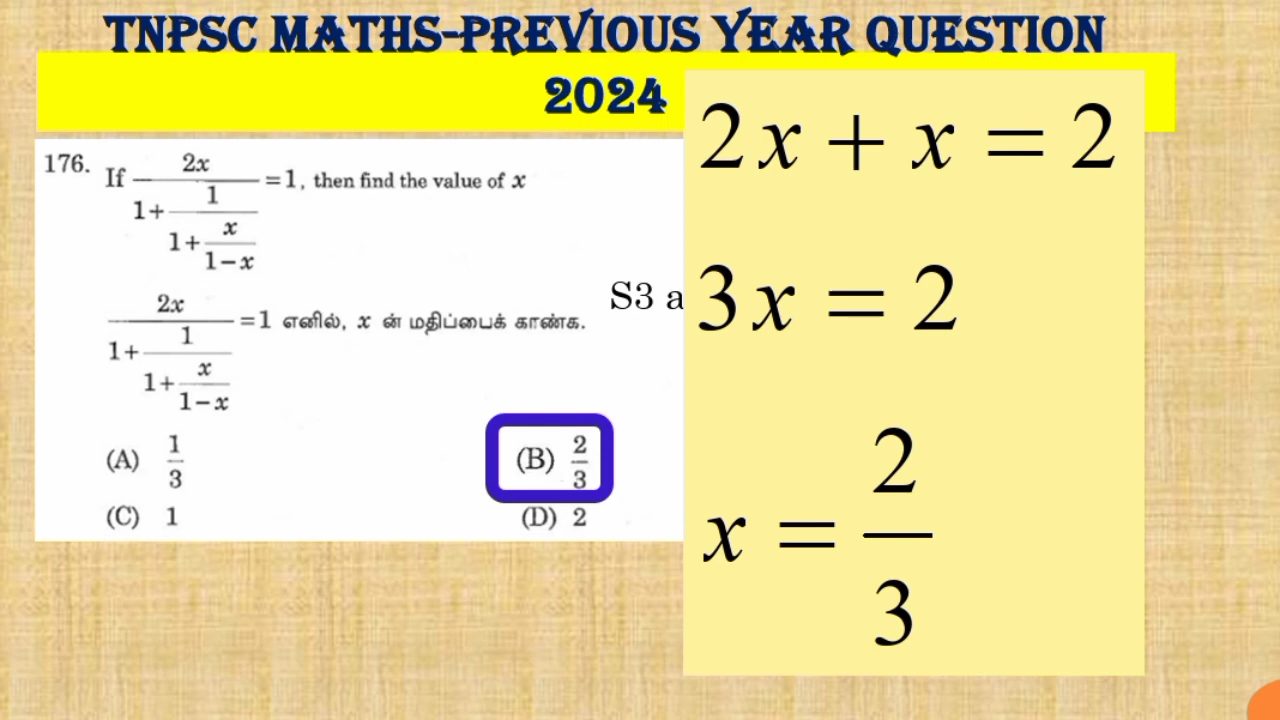 TNPSC MATHS-PREVIOUS YEAR QUESTION
2024
176. If 2x / (1 + 1 / (1 + x / (1 − x))) = 1, then find the value of x
2x / (1 + 1 / (1 + x / (1 − x))) = 1 எனில், x ன் மதிப்பைக் காண்க.
(A) 1/3 (B) 2/3
(C) 1 (D) 2
S3 a
2x + x = 2
3x = 2
x = 2/3